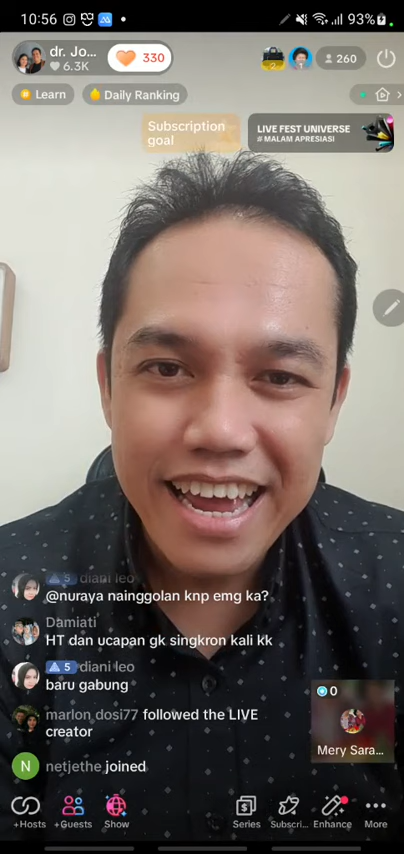 10:56
93%
dr. Jo...
6.3K
330
260
Learn
Daily Ranking
Subscription
goal
LIVE FEST UNIVERSE
# MALAM APRESIASI
5 diani leo
@nuraya nainggolan knp emg ka?
Damiati
HT dan ucapan gk singkron kali kk
5 diani leo
baru gabung
marlon_dosi77 followed the LIVE
creator
N netjethe joined
0
Mery Sara...
+Hosts
+Guests
Show
Series
Subscri...
Enhance
More